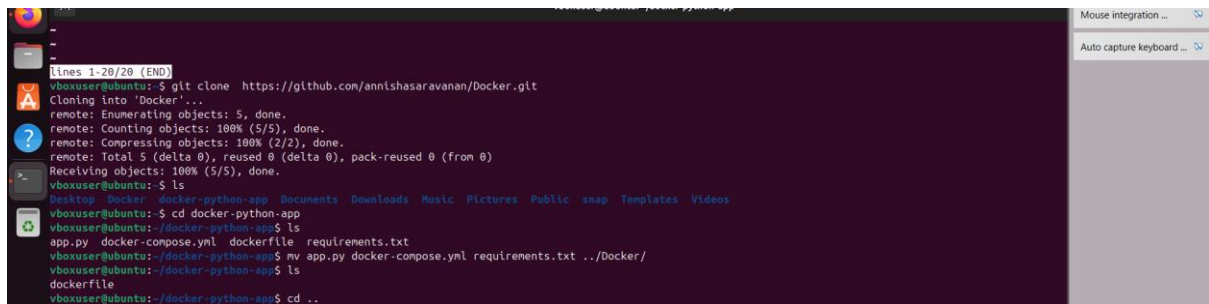 ~
~
lines 1-20/20 (END)
vboxuser@ubuntu:~$ git clone  https://github.com/annishasaravanan/Docker.git
Cloning into 'Docker'...
remote: Enumerating objects: 5, done.
remote: Counting objects: 100% (5/5), done.
remote: Compressing objects: 100% (2/2), done.
remote: Total 5 (delta 0), reused 0 (delta 0), pack-reused 0 (from 0)
Receiving objects: 100% (5/5), done.
vboxuser@ubuntu:~$ ls
Desktop  Docker  docker-python-app  Documents  Downloads  Music  Pictures  Public  snap  Templates  Videos
vboxuser@ubuntu:~$ cd docker-python-app
vboxuser@ubuntu:~/docker-python-app$ ls
app.py  docker-compose.yml  dockerfile  requirements.txt
vboxuser@ubuntu:~/docker-python-app$ mv app.py docker-compose.yml requirements.txt ../Docker/
vboxuser@ubuntu:~/docker-python-app$ ls
dockerfile
vboxuser@ubuntu:~/docker-python-app$ cd ..
Mouse integration ...
Auto capture keyboard ...